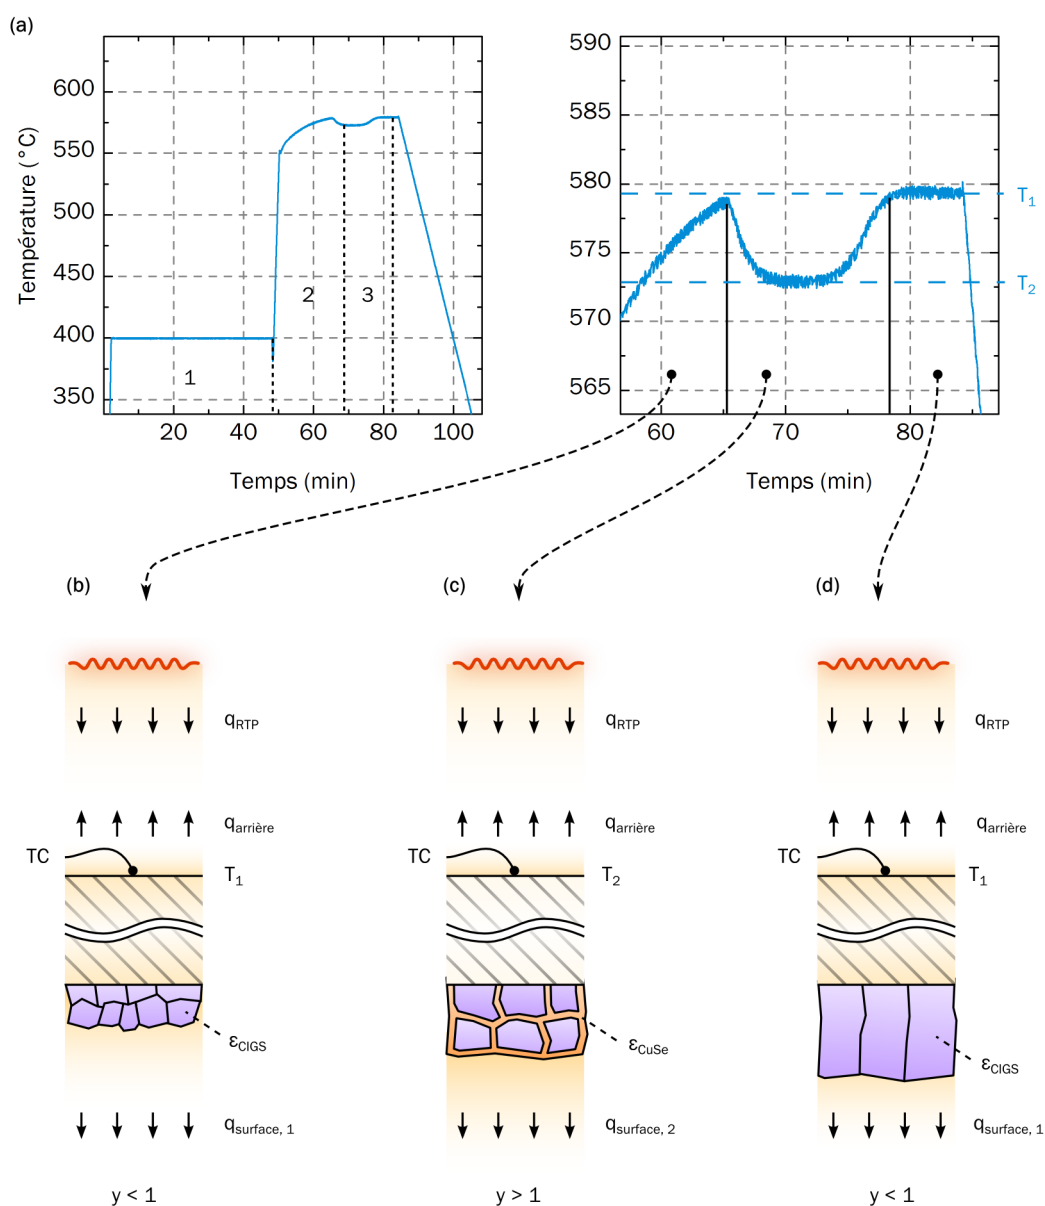 (a)
600
550
500
450
400
350
Température (°C)
1
2
3
20 40 60 80 100
Temps (min)
590
585
580
575
570
565
T1
T2
60 70 80
Temps (min)
(b) (c) (d)
qRTP qRTP qRTP
qarrière qarrière qarrière
TC TC TC
T1 T2 T1
εCIGS εCuSe εCIGS
qsurface, 1 qsurface, 2 qsurface, 1
y < 1 y > 1 y < 1